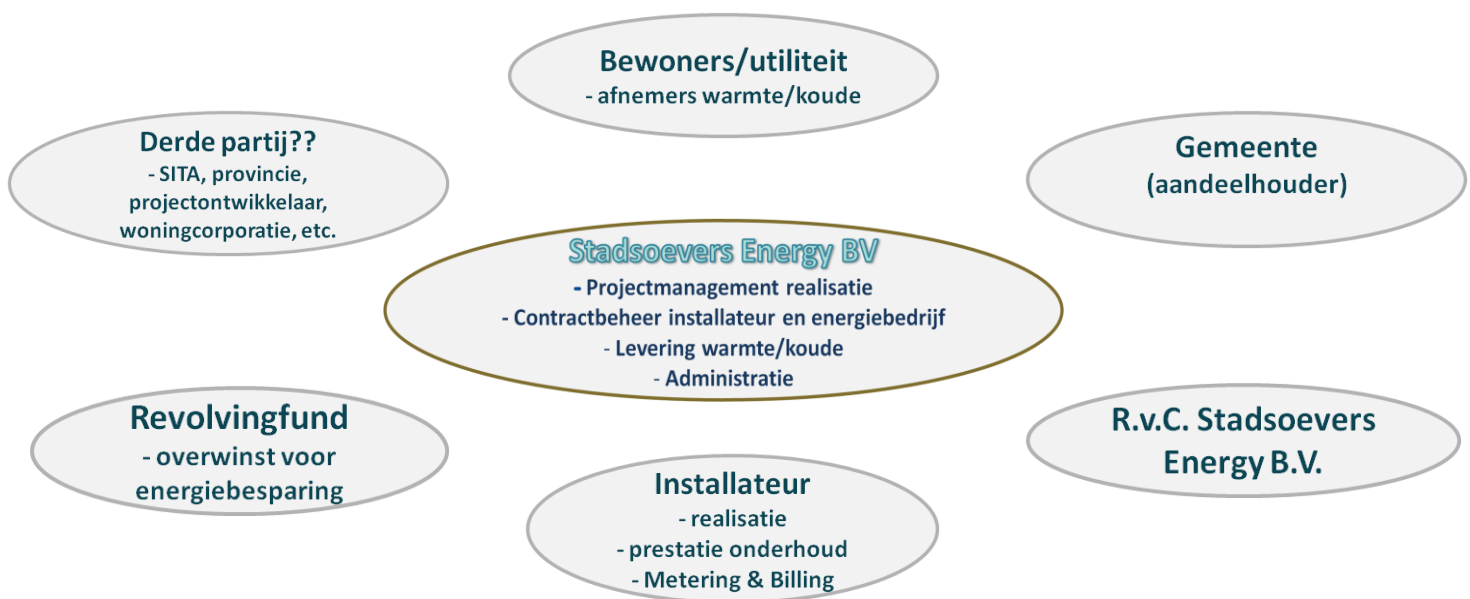 Bewoners/utiliteit
- afnemers warmte/koude
Derde partij??
- SITA, provincie,
projectontwikkelaar,
woningcorporatie, etc.
Gemeente
(aandeelhouder)
Stadsoevers Energy BV
- Projectmanagement realisatie
- Contractbeheer installateur en energiebedrijf
- Levering warmte/koude
- Administratie
Revolvingfund
- overwinst voor
energiebesparing
R.v.C. Stadsoevers
Energy B.V.
Installateur
- realisatie
- prestatie onderhoud
- Metering & Billing